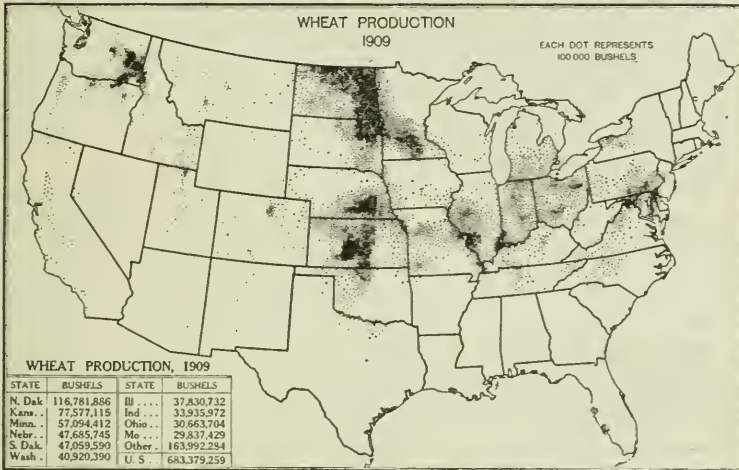 WHEAT PRODUCTION
1909
EACH DOT REPRESENTS
100 000 BUSHELS
WHEAT PRODUCTION, 1909
STATE BUSHELS STATE BUSHELS
N. Dak 116,781,886 Ill .... 37,830,732
Kans.. 77,577,115 Ind ... 33,935,972
Minn.. 57,094,412 Ohio.. 30,663,704
Nebr.. 47,685,745 Mo ... 29,837,429
S. Dak. 47,059,590 Other. 163,992,284
Wash. 40,920,390 U. S .. 683,379,259